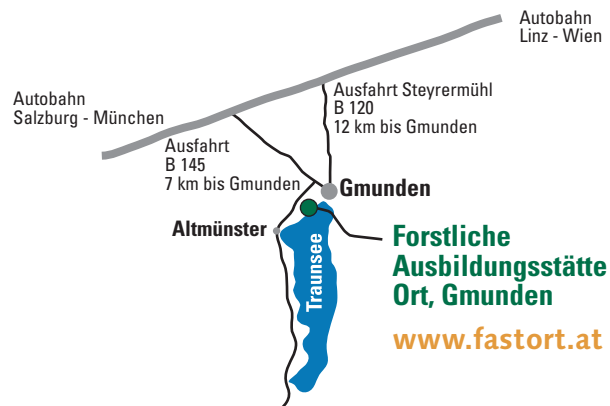 Autobahn
Linz - Wien
Autobahn
Salzburg - München
Ausfahrt Steyrermühl
B 120
12 km bis Gmunden
Ausfahrt
B 145
7 km bis Gmunden
Gmunden
Altmünster
Traunsee
Forstliche
Ausbildungsstätte
Ort, Gmunden
www.fastort.at